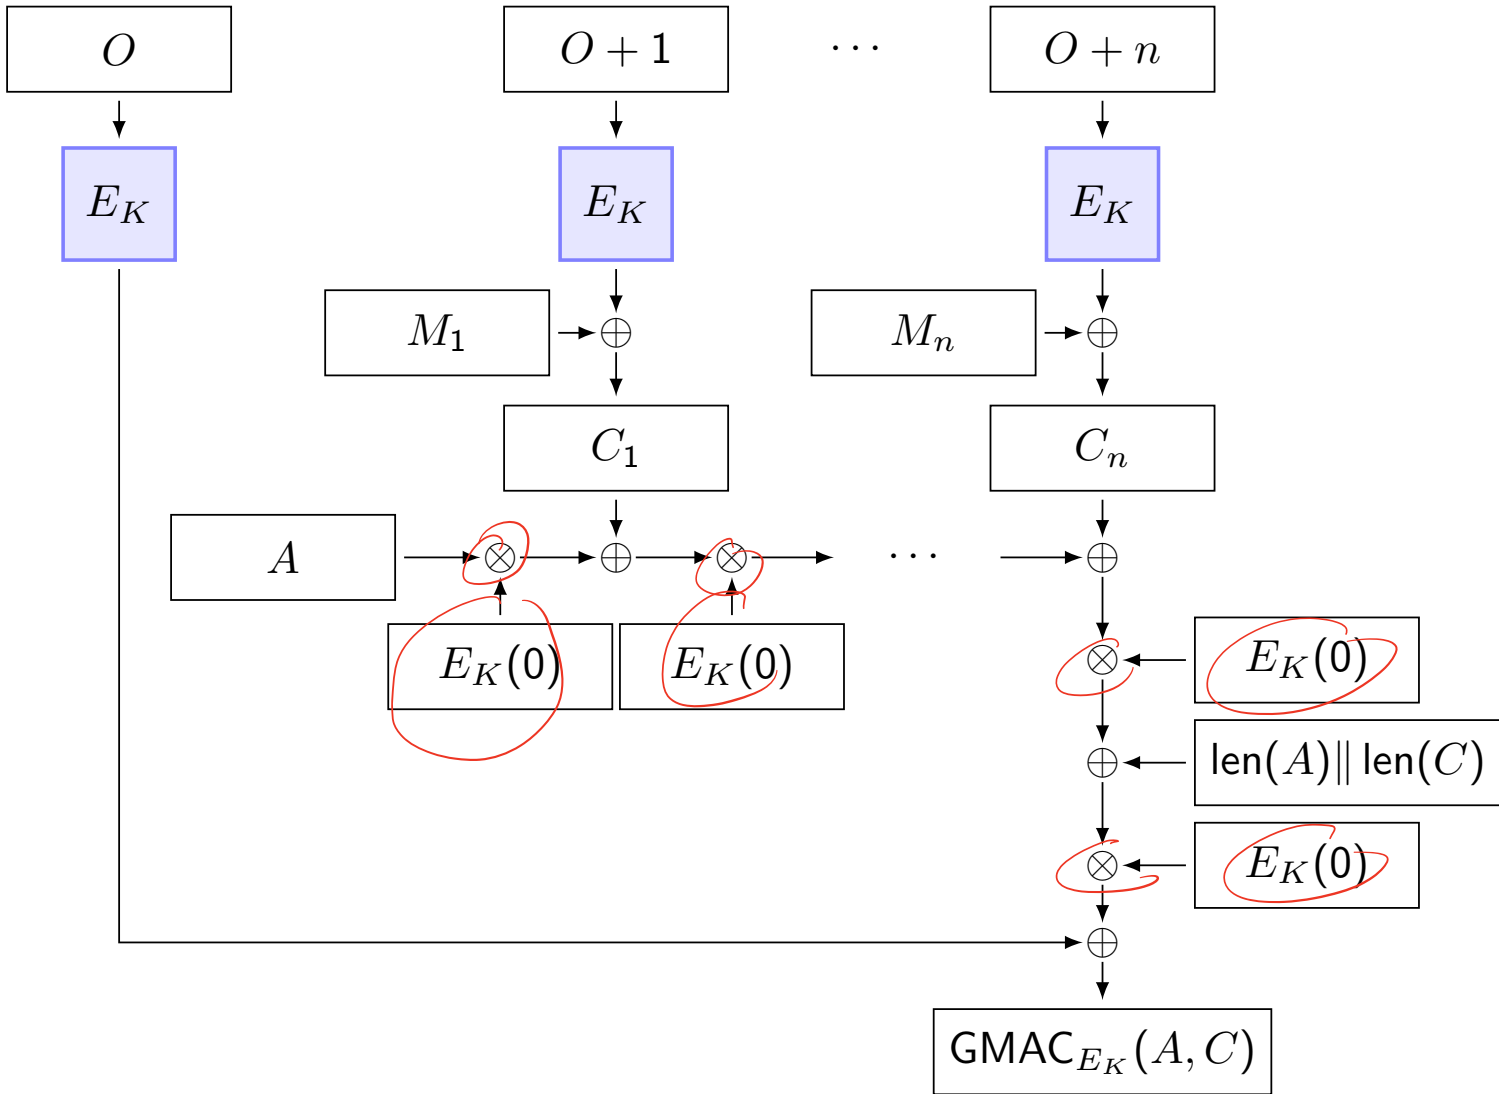 O
O + 1
···
O + n
E_K
E_K
E_K
M_1
M_n
C_1
C_n
A
···
E_K(0)
E_K(0)
E_K(0)
len(A)‖ len(C)
E_K(0)
GMAC_{E_K}(A, C)